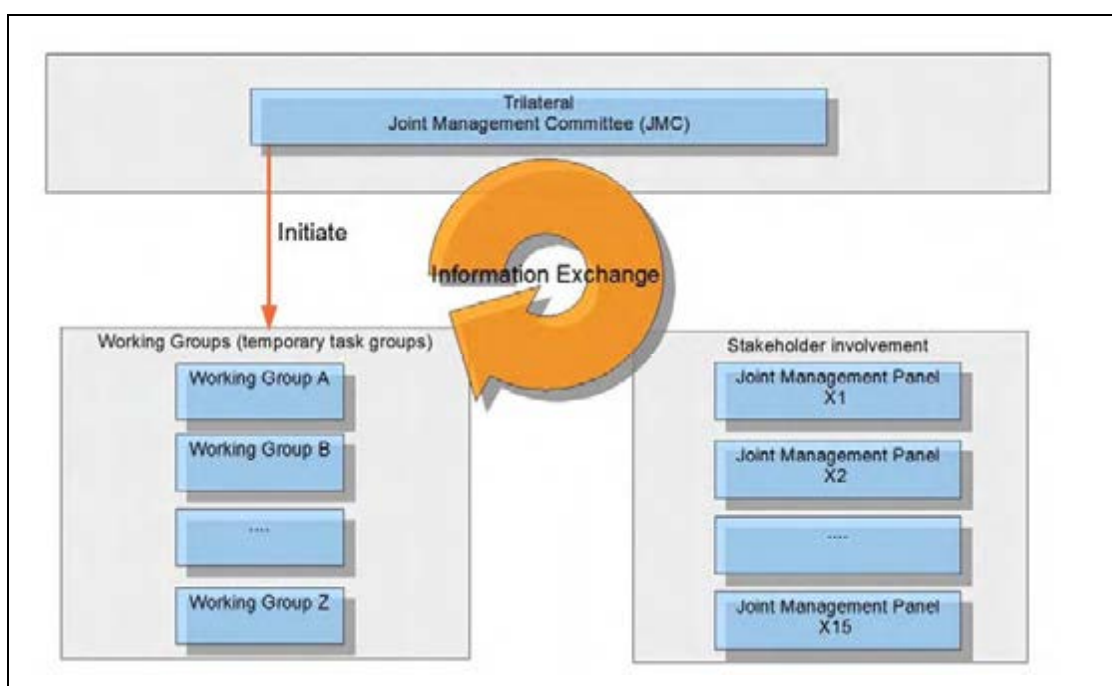 Trilateral
Joint Management Committee (JMC)
Initiate
Information Exchange
Working Groups (temporary task groups)
Working Group A
Working Group B
....
Working Group Z
Stakeholder involvement
Joint Management Panel
X1
Joint Management Panel
X2
....
Joint Management Panel
X15